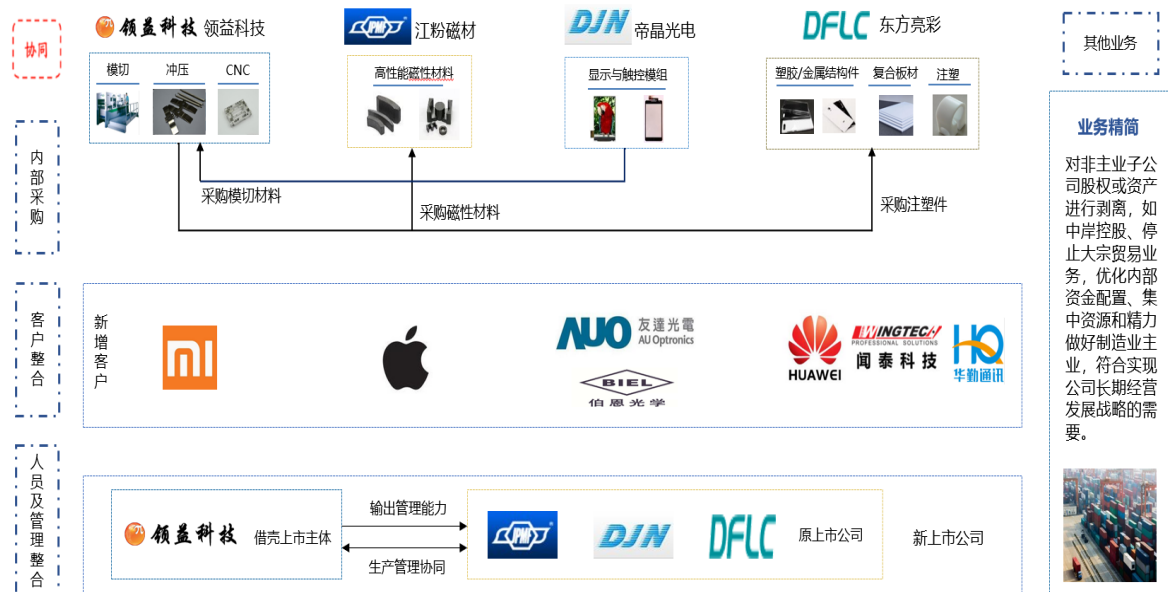 协同
领益科技 领益科技
JPMF 江粉磁材
DJN 帝晶光电
DFLC 东方亮彩
其他业务
模切 冲压 CNC
高性能磁性材料
显示与触控模组
塑胶/金属结构件 复合板材 注塑
内部采购
采购模切材料
采购磁性材料
采购注塑件
业务精简
对非主业子公
司股权或资产
进行剥离，如
中岸控股、停
止大宗贸易业
务，优化内部
资金配置、集
中资源和精力
做好制造业主
业，符合实现
公司长期经营
发展战略的需
要。
客户整合
新增客户
mi
AUO 友達光電
AU Optronics
BIEL
伯恩光学
HUAWEI
WINGTECH
PROFESSIONAL SOLUTIONS
闻泰科技
HQ
华勤通讯
人员及管理整合
领益科技 借壳上市主体
输出管理能力
生产管理协同
JPMF DJN DFLC 原上市公司
新上市公司